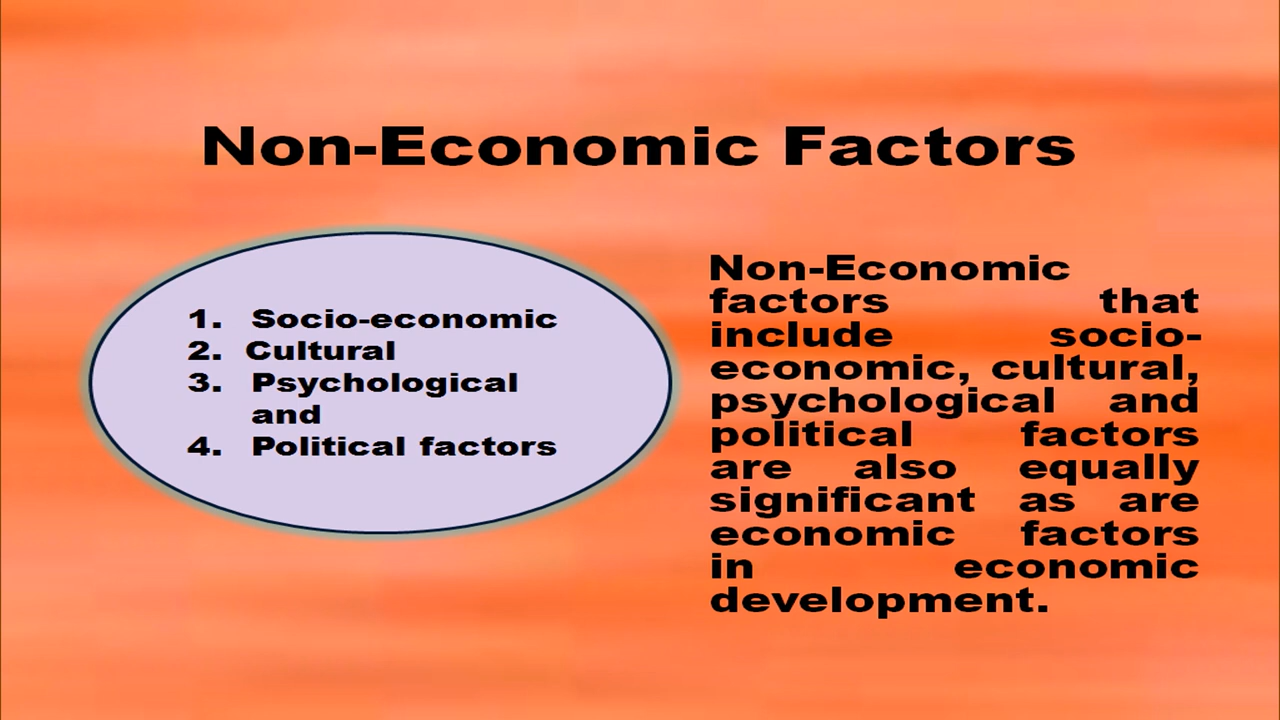 Non-Economic Factors
1. Socio-economic
2. Cultural
3. Psychological
and
4. Political factors
Non-Economic
factors that
include socio-
economic, cultural,
psychological and
political factors
are also equally
significant as are
economic factors
in economic
development.